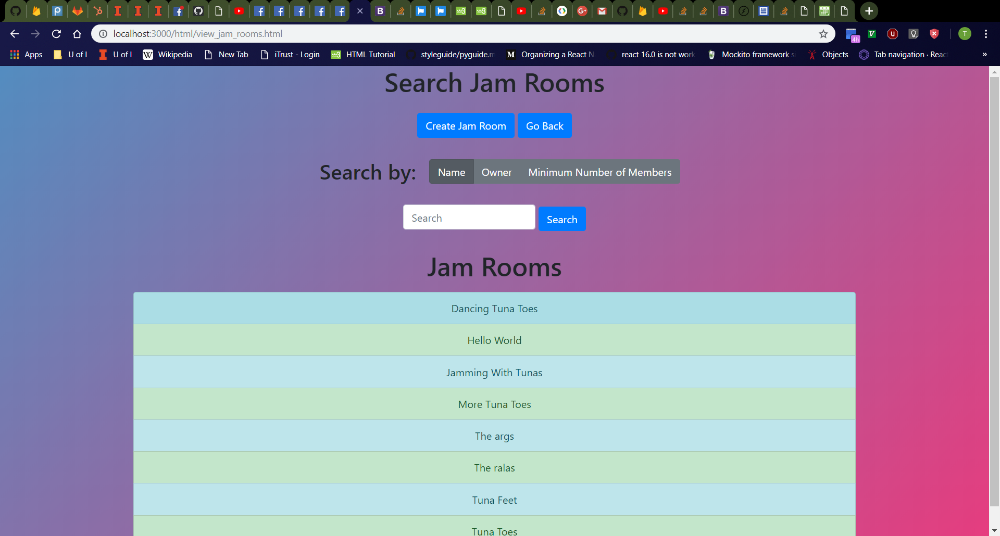 localhost:3000/html/view_jam_rooms.html
T
4h
Apps U of I U of I Wikipedia New Tab iTrust - Login HTML Tutorial styleguide/pyguide.m Organizing a React N react 16.0 is not work Mockito framework si Objects Tab navigation · Reac »
Search Jam Rooms
Create Jam Room Go Back
Search by: Name Owner Minimum Number of Members
Search Search
Jam Rooms
Dancing Tuna Toes
Hello World
Jamming With Tunas
More Tuna Toes
The args
The ralas
Tuna Feet
Tuna Toes